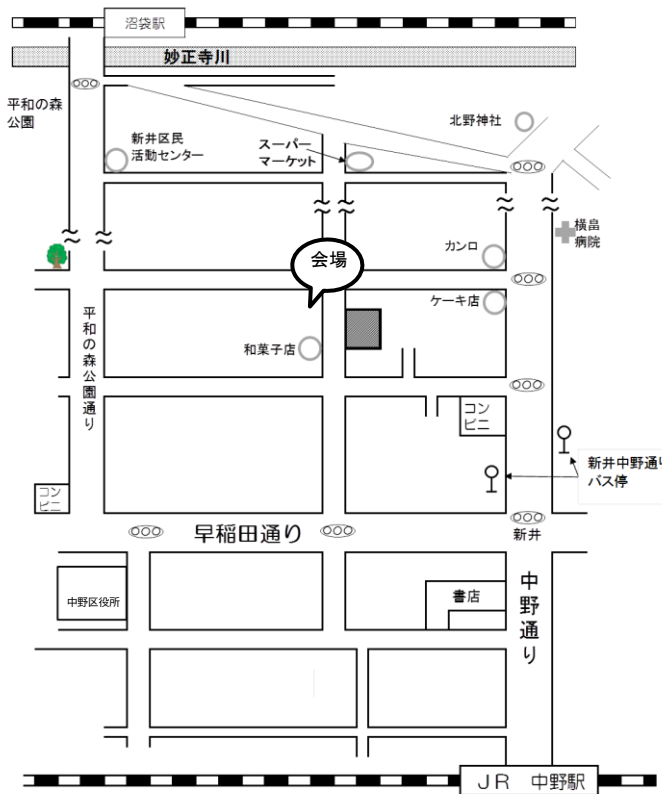 沼袋駅
妙正寺川
平和の森
公園
北野神社
新井区民
活動センター
スーパー
マーケット
横畠
病院
カンロ
会場
ケーキ店
平和の森公園通り
和菓子店
コン
ビニ
新井中野通り
バス停
コン
ビニ
早稲田通り
新井
中野区役所
書店
中野通り
JR 中野駅